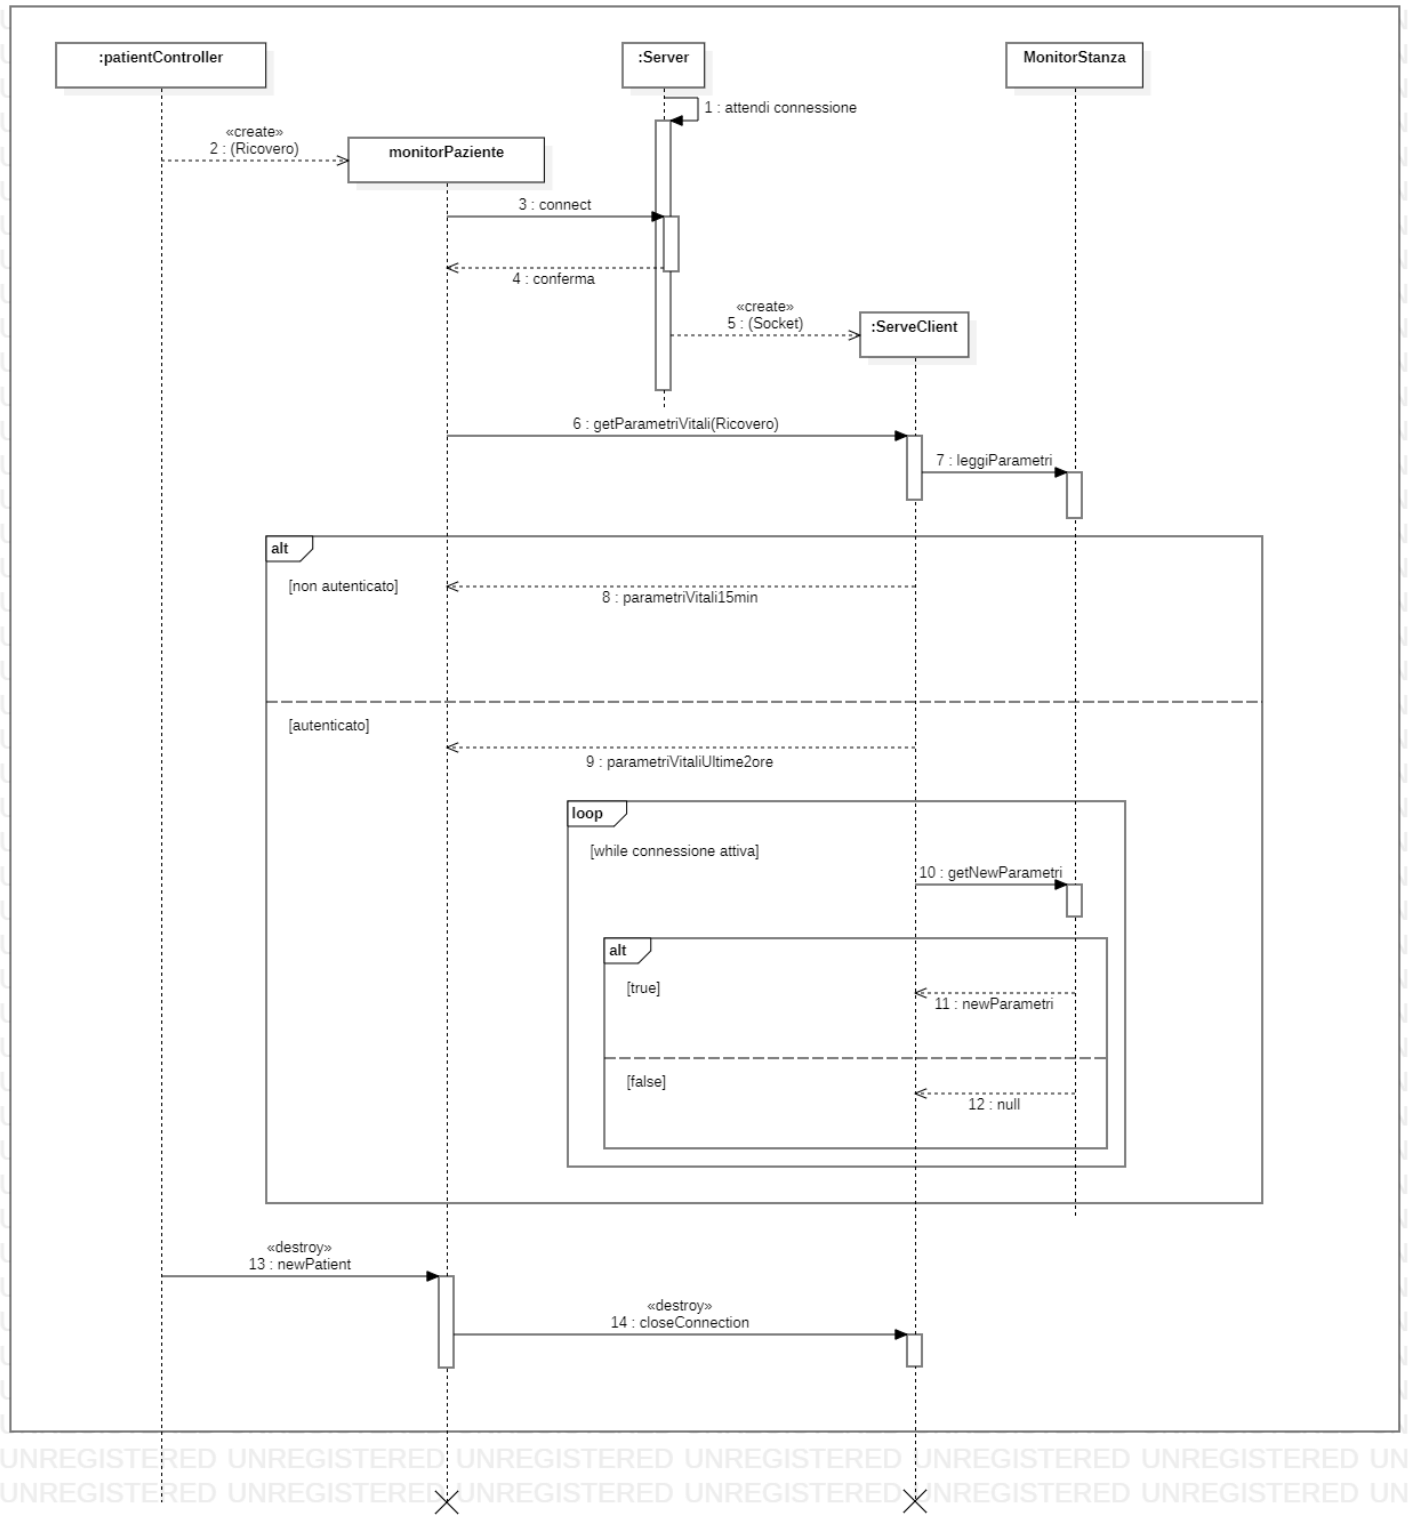 :patientController
:Server
MonitorStanza
1 : attendi connessione
«create»
2 : (Ricovero)
monitorPaziente
3 : connect
4 : conferma
«create»
5 : (Socket)
:ServeClient
6 : getParametriVitali(Ricovero)
7 : leggiParametri
alt
[non autenticato]
8 : parametriVitali15min
[autenticato]
9 : parametriVitaliUltime2ore
loop
[while connessione attiva]
10 : getNewParametri
alt
[true]
11 : newParametri
[false]
12 : null
«destroy»
13 : newPatient
«destroy»
14 : closeConnection
UNREGISTERED UNREGISTERED UNREGISTERED UNREGISTERED UNREGISTERED UNREGISTERED UN
UNREGISTERED UNREGISTERED UNREGISTERED UNREGISTERED UNREGISTERED UNREGISTERED UN